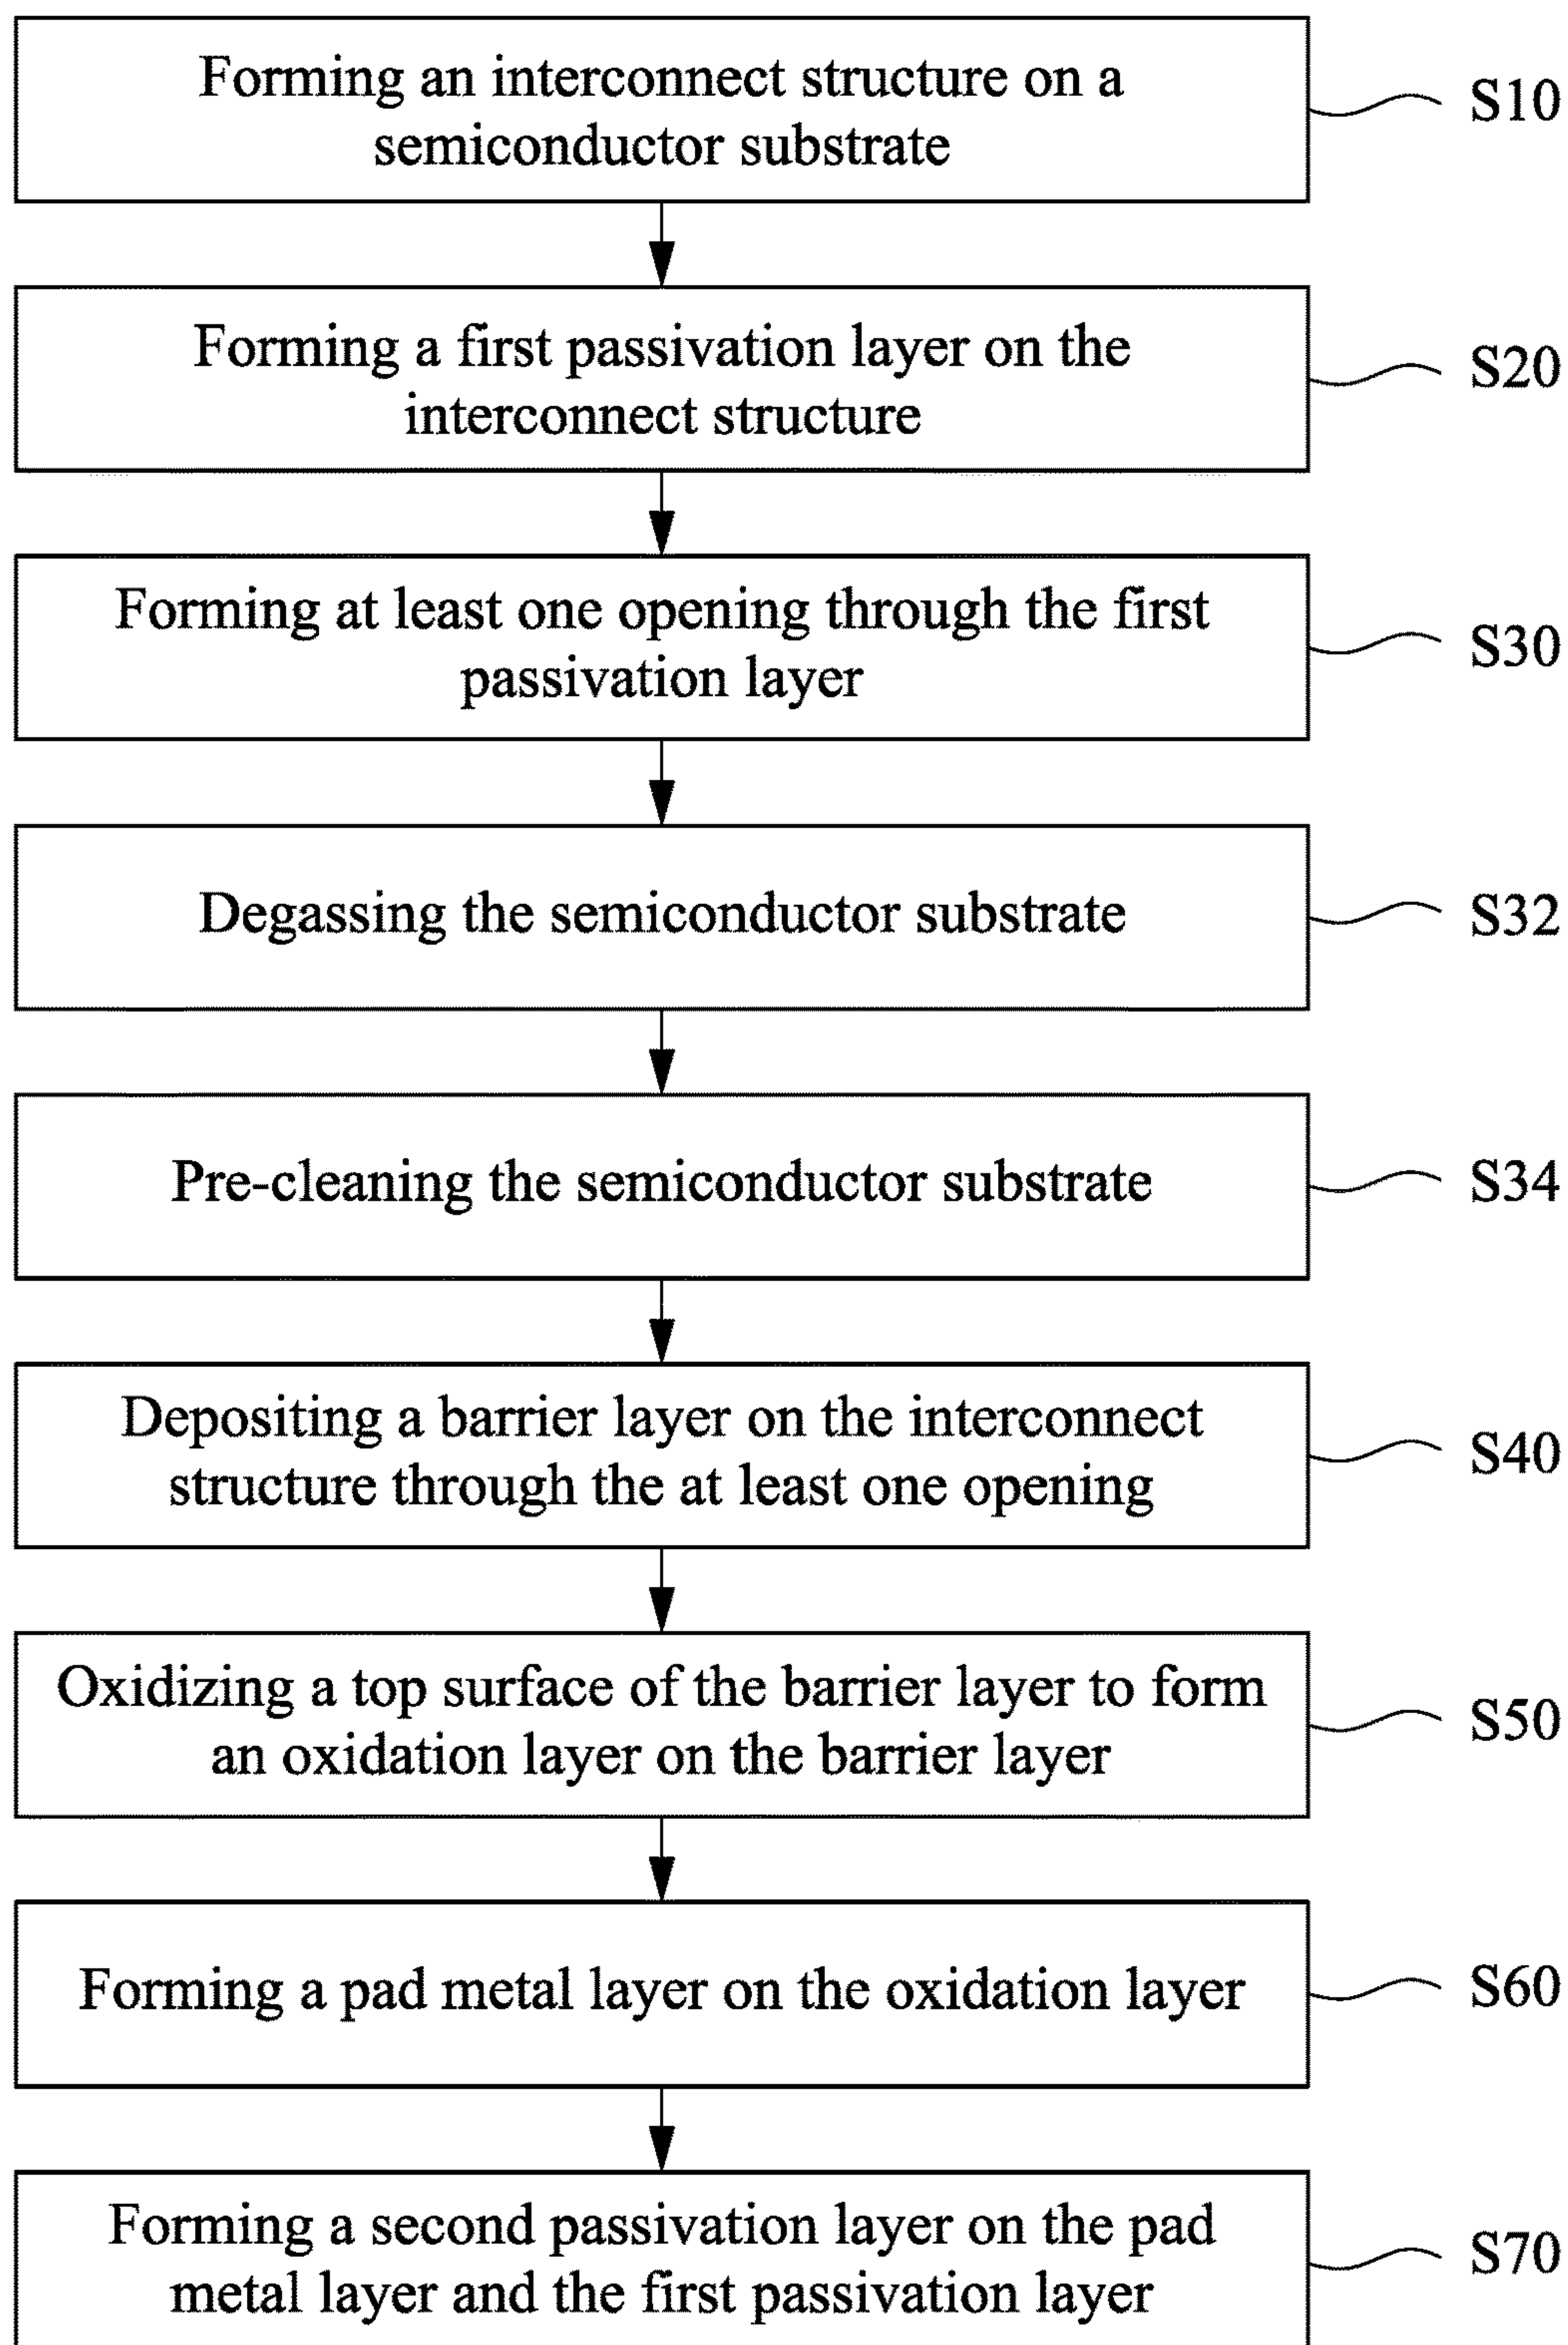 Forming an interconnect structure on a
semiconductor substrate
S10
Forming a first passivation layer on the
interconnect structure
S20
Forming at least one opening through the first
passivation layer
S30
Degassing the semiconductor substrate
S32
Pre-cleaning the semiconductor substrate
S34
Depositing a barrier layer on the interconnect
structure through the at least one opening
S40
Oxidizing a top surface of the barrier layer to form
an oxidation layer on the barrier layer
S50
Forming a pad metal layer on the oxidation layer
S60
Forming a second passivation layer on the pad
metal layer and the first passivation layer
S70